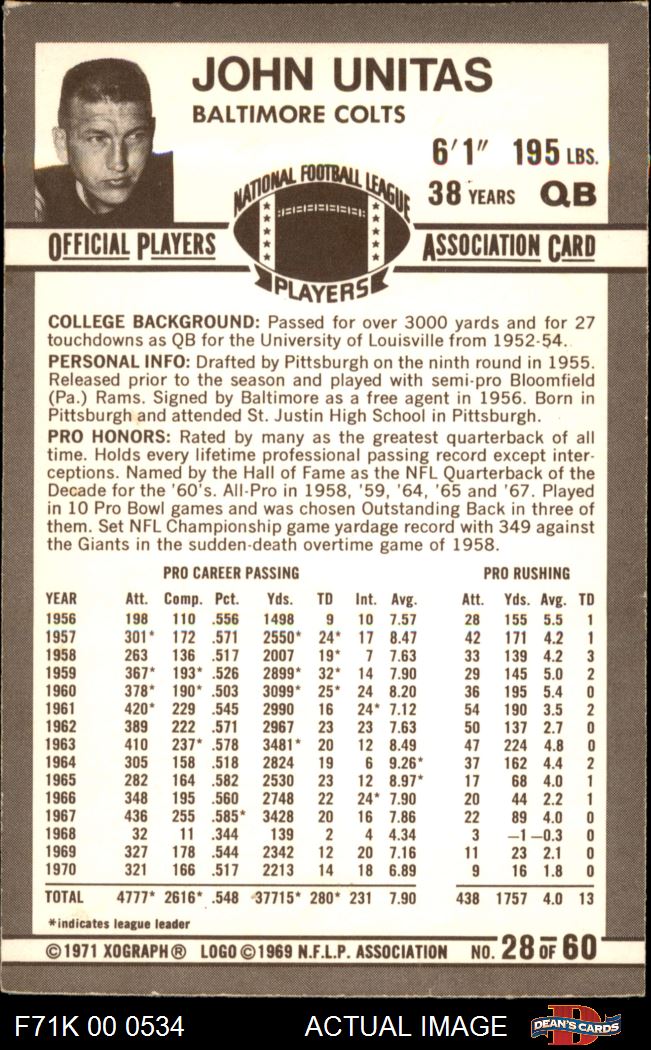 JOHN UNITAS
BALTIMORE COLTS
6'1" 195 LBS.
38 YEARS QB
NATIONAL FOOTBALL LEAGUE
OFFICIAL PLAYERS ASSOCIATION CARD
PLAYERS
COLLEGE BACKGROUND: Passed for over 3000 yards and for 27
touchdowns as QB for the University of Louisville from 1952-54.
PERSONAL INFO: Drafted by Pittsburgh on the ninth round in 1955.
Released prior to the season and played with semi-pro Bloomfield
(Pa.) Rams. Signed by Baltimore as a free agent in 1956. Born in
Pittsburgh and attended St. Justin High School in Pittsburgh.
PRO HONORS: Rated by many as the greatest quarterback of all
time. Holds every lifetime professional passing record except inter-
ceptions. Named by the Hall of Fame as the NFL Quarterback of the
Decade for the '60's. All-Pro in 1958, '59, '64, '65 and '67. Played
in 10 Pro Bowl games and was chosen Outstanding Back in three of
them. Set NFL Championship game yardage record with 349 against
the Giants in the sudden-death overtime game of 1958.
PRO CAREER PASSING PRO RUSHING
YEAR Att. Comp. Pct. Yds. TD Int. Avg. Att. Yds. Avg. TD
1956 198 110 .556 1498 9 10 7.57 28 155 5.5 1
1957 301* 172 .571 2550* 24* 17 8.47 42 171 4.2 1
1958 263 136 .517 2007 19* 7 7.63 33 139 4.2 3
1959 367* 193* .526 2899* 32* 14 7.90 29 145 5.0 2
1960 378* 190* .503 3099* 25* 24 8.20 36 195 5.4 0
1961 420* 229 .545 2990 16 24* 7.12 54 190 3.5 2
1962 389 222 .571 2967 23 23 7.63 50 137 2.7 0
1963 410 237* .578 3481* 20 12 8.49 47 224 4.8 0
1964 305 158 .518 2824 19 6 9.26* 37 162 4.4 2
1965 282 164 .582 2530 23 12 8.97* 17 68 4.0 1
1966 348 195 .560 2748 22 24* 7.90 20 44 2.2 1
1967 436 255 .585* 3428 20 16 7.86 22 89 4.0 0
1968 32 11 .344 139 2 4 4.34 3 –1 –0.3 0
1969 327 178 .544 2342 12 20 7.16 11 23 2.1 0
1970 321 166 .517 2213 14 18 6.89 9 16 1.8 0
TOTAL 4777* 2616* .548 37715* 280* 231 7.90 438 1757 4.0 13
*indicates league leader
©1971 XOGRAPH® LOGO ©1969 N.F.L.P. ASSOCIATION NO. 28 OF 60
F71K 00 0534 ACTUAL IMAGE D DEAN'S CARDS